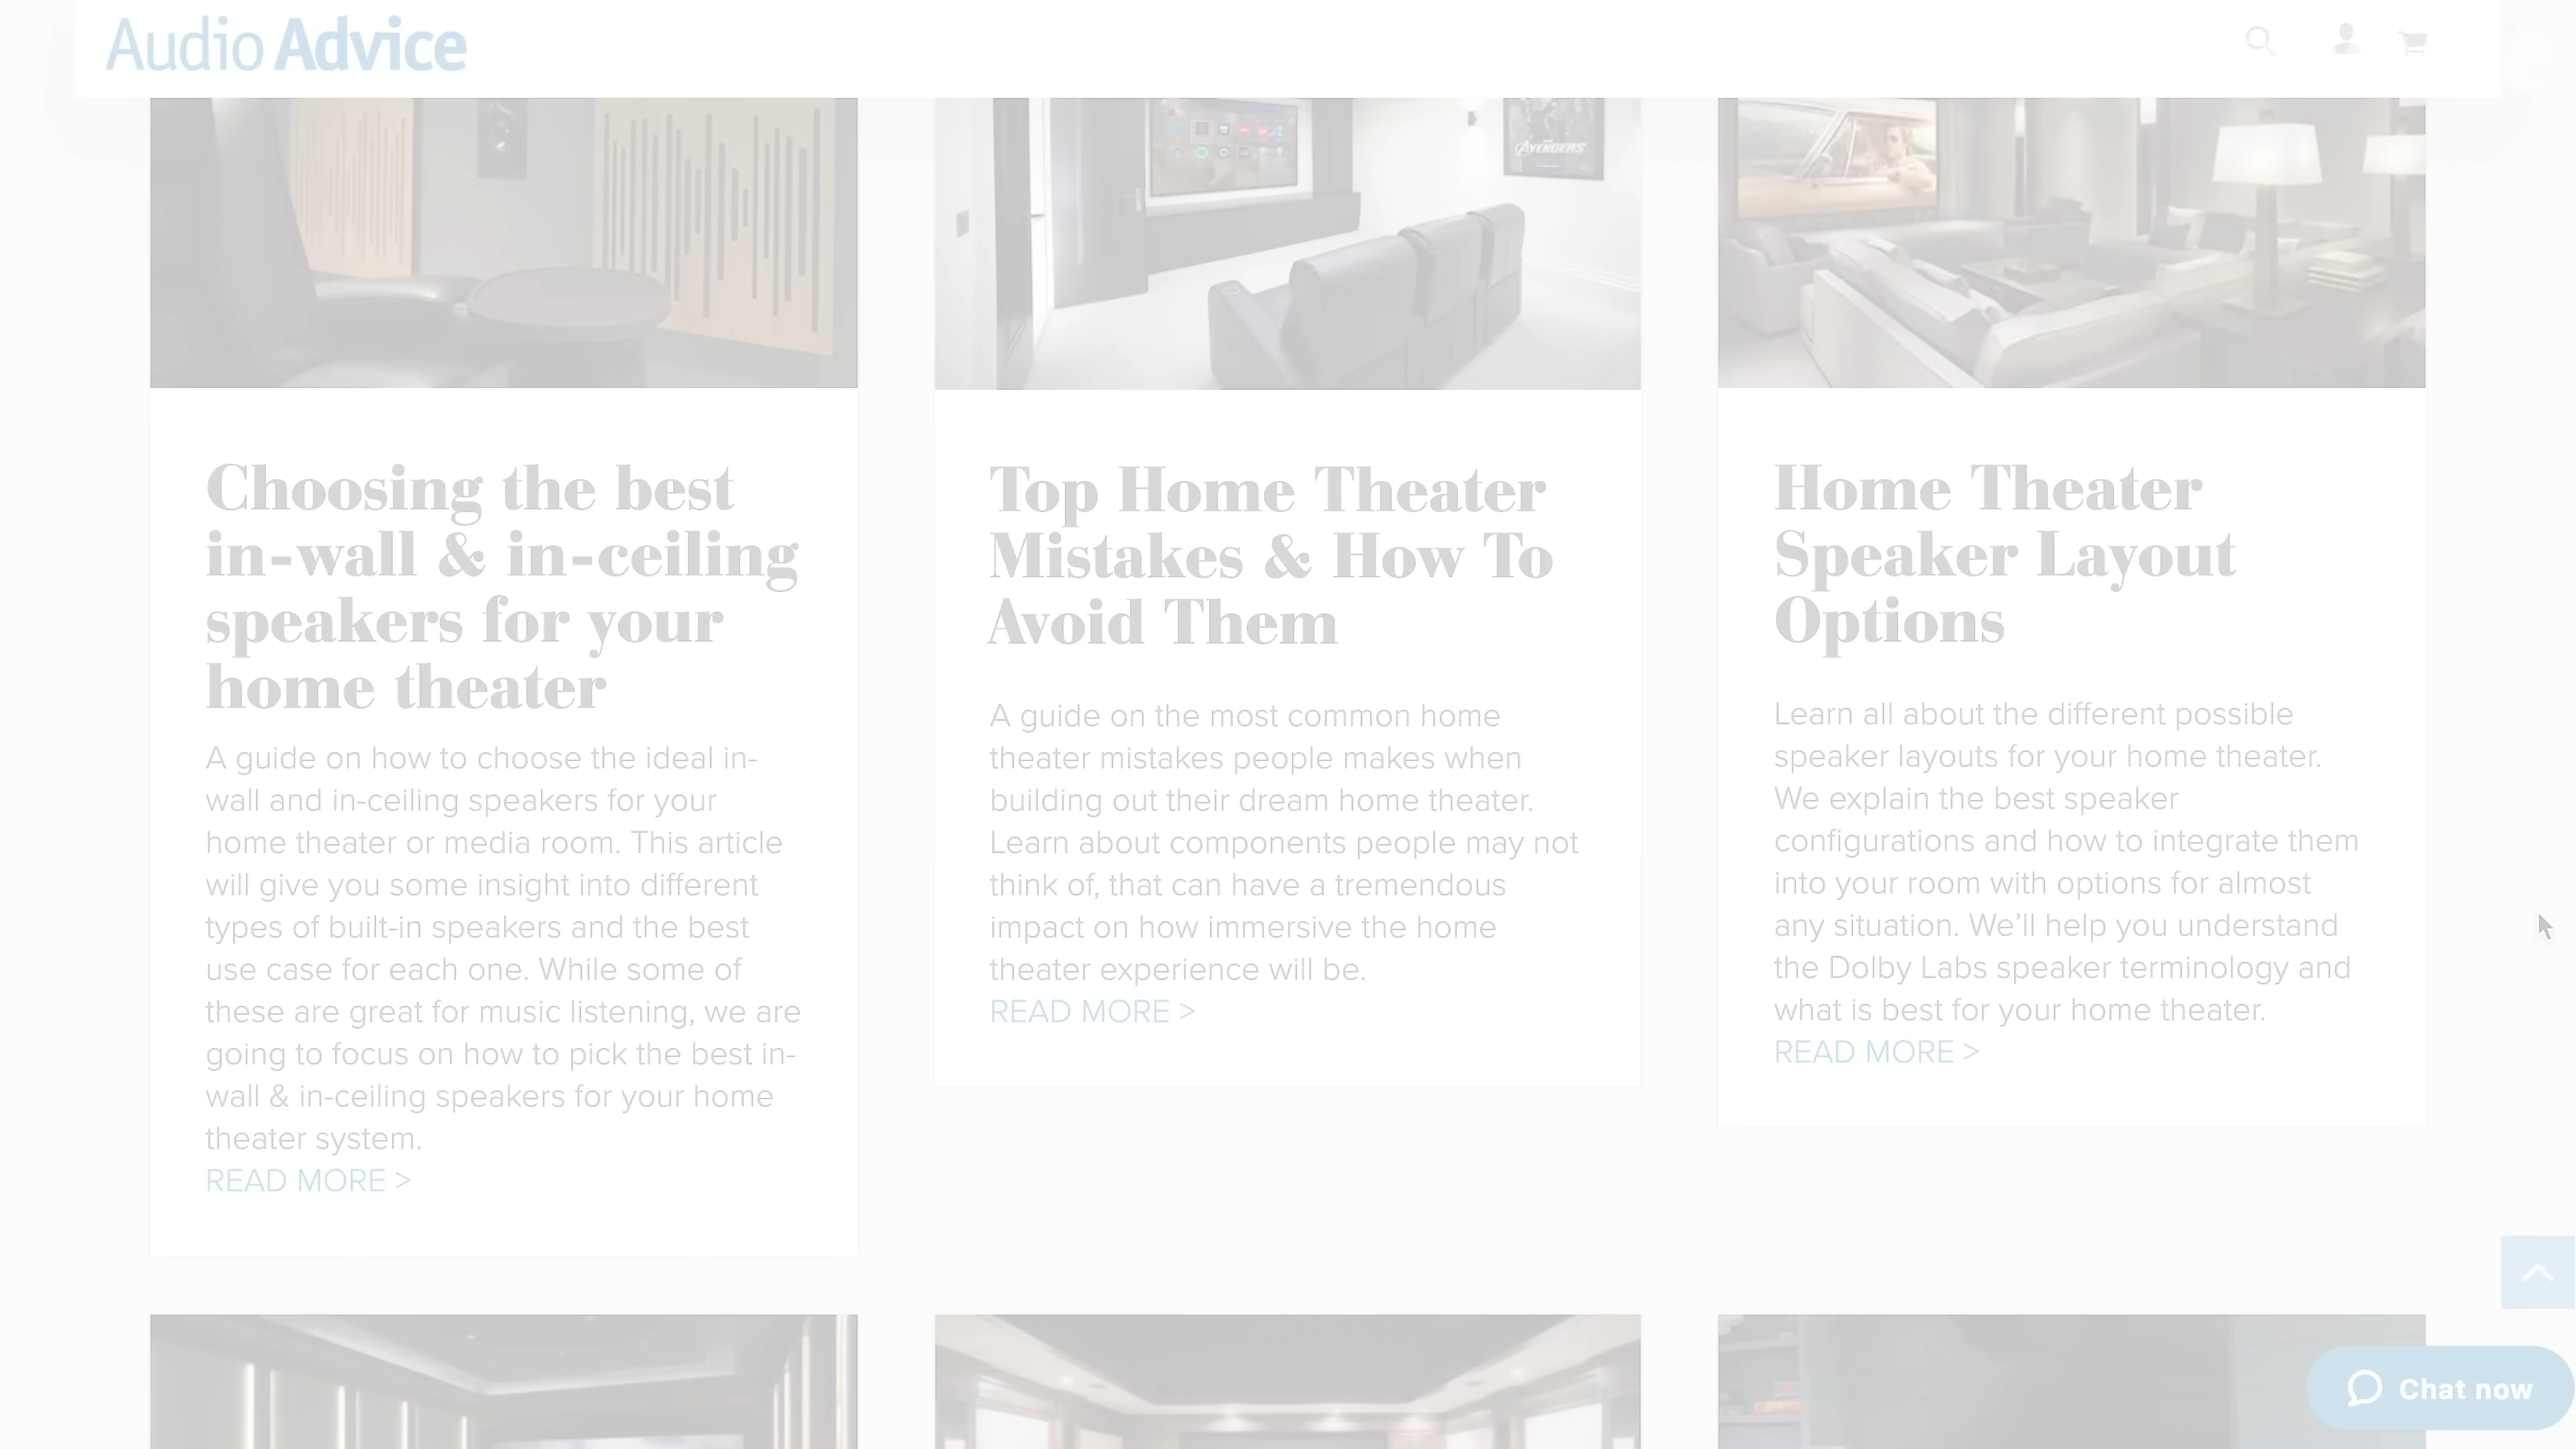 Audio Advice
AVENGERS
Choosing the best
in-wall & in-ceiling
speakers for your
home theater
A guide on how to choose the ideal in-
wall and in-ceiling speakers for your
home theater or media room. This article
will give you some insight into different
types of built-in speakers and the best
use case for each one. While some of
these are great for music listening, we are
going to focus on how to pick the best in-
wall & in-ceiling speakers for your home
theater system.
READ MORE >
Top Home Theater
Mistakes & How To
Avoid Them
A guide on the most common home
theater mistakes people makes when
building out their dream home theater.
Learn about components people may not
think of, that can have a tremendous
impact on how immersive the home
theater experience will be.
READ MORE >
Home Theater
Speaker Layout
Options
Learn all about the different possible
speaker layouts for your home theater.
We explain the best speaker
configurations and how to integrate them
into your room with options for almost
any situation. We’ll help you understand
the Dolby Labs speaker terminology and
what is best for your home theater.
READ MORE >
Chat now